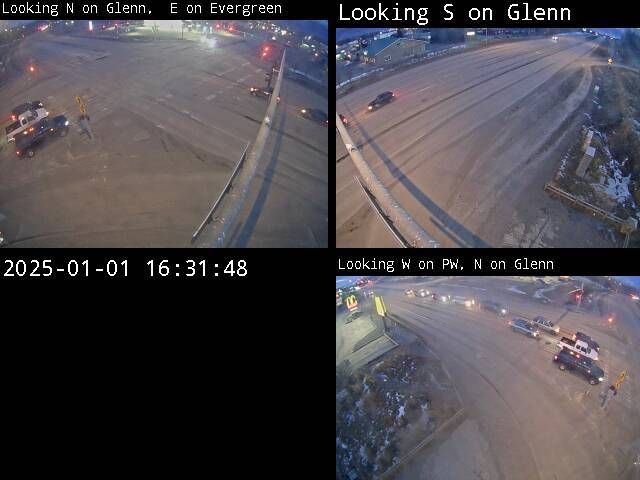 Looking N on Glenn,  E on Evergreen
Looking S on Glenn
2025-01-01 16:31:48
Looking W on PW, N on Glenn